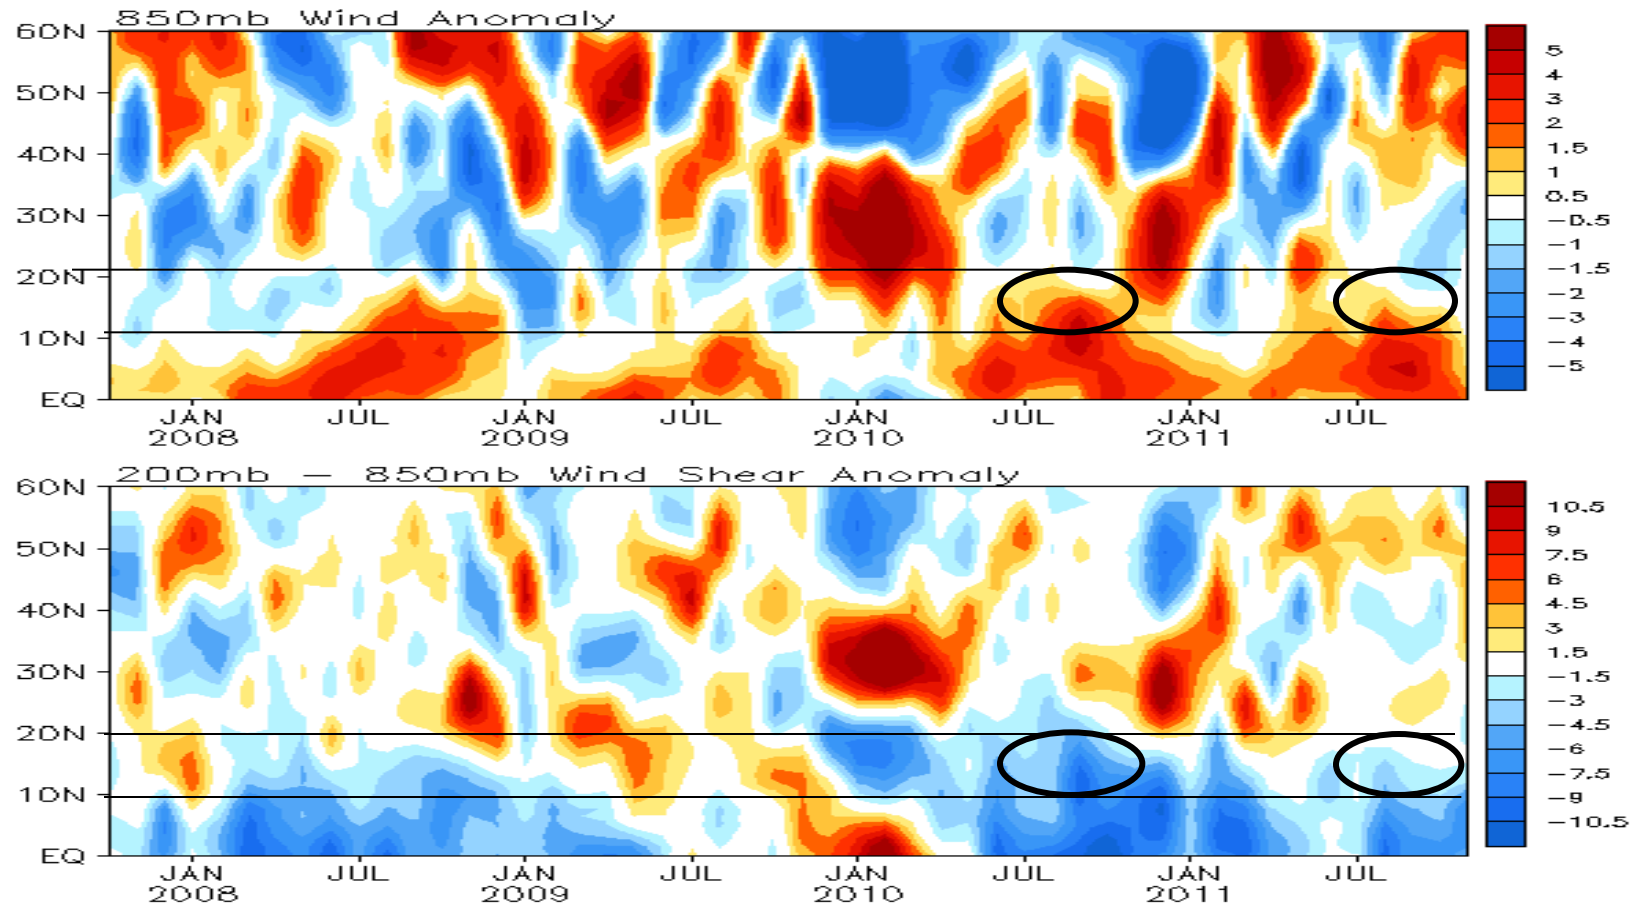 850mb Wind Anomaly
60N
50N
40N
30N
20N
10N
EQ
JAN JUL JAN JUL JAN JUL JAN JUL
2008 2009 2010 2011
5
4
3
2
1.5
1
0.5
-0.5
-1
-1.5
-2
-3
-4
-5
200mb - 850mb Wind Shear Anomaly
60N
50N
40N
30N
20N
10N
EQ
JAN JUL JAN JUL JAN JUL JAN JUL
2008 2009 2010 2011
10.5
9
7.5
6
4.5
3
1.5
-1.5
-3
-4.5
-6
-7.5
-9
-10.5